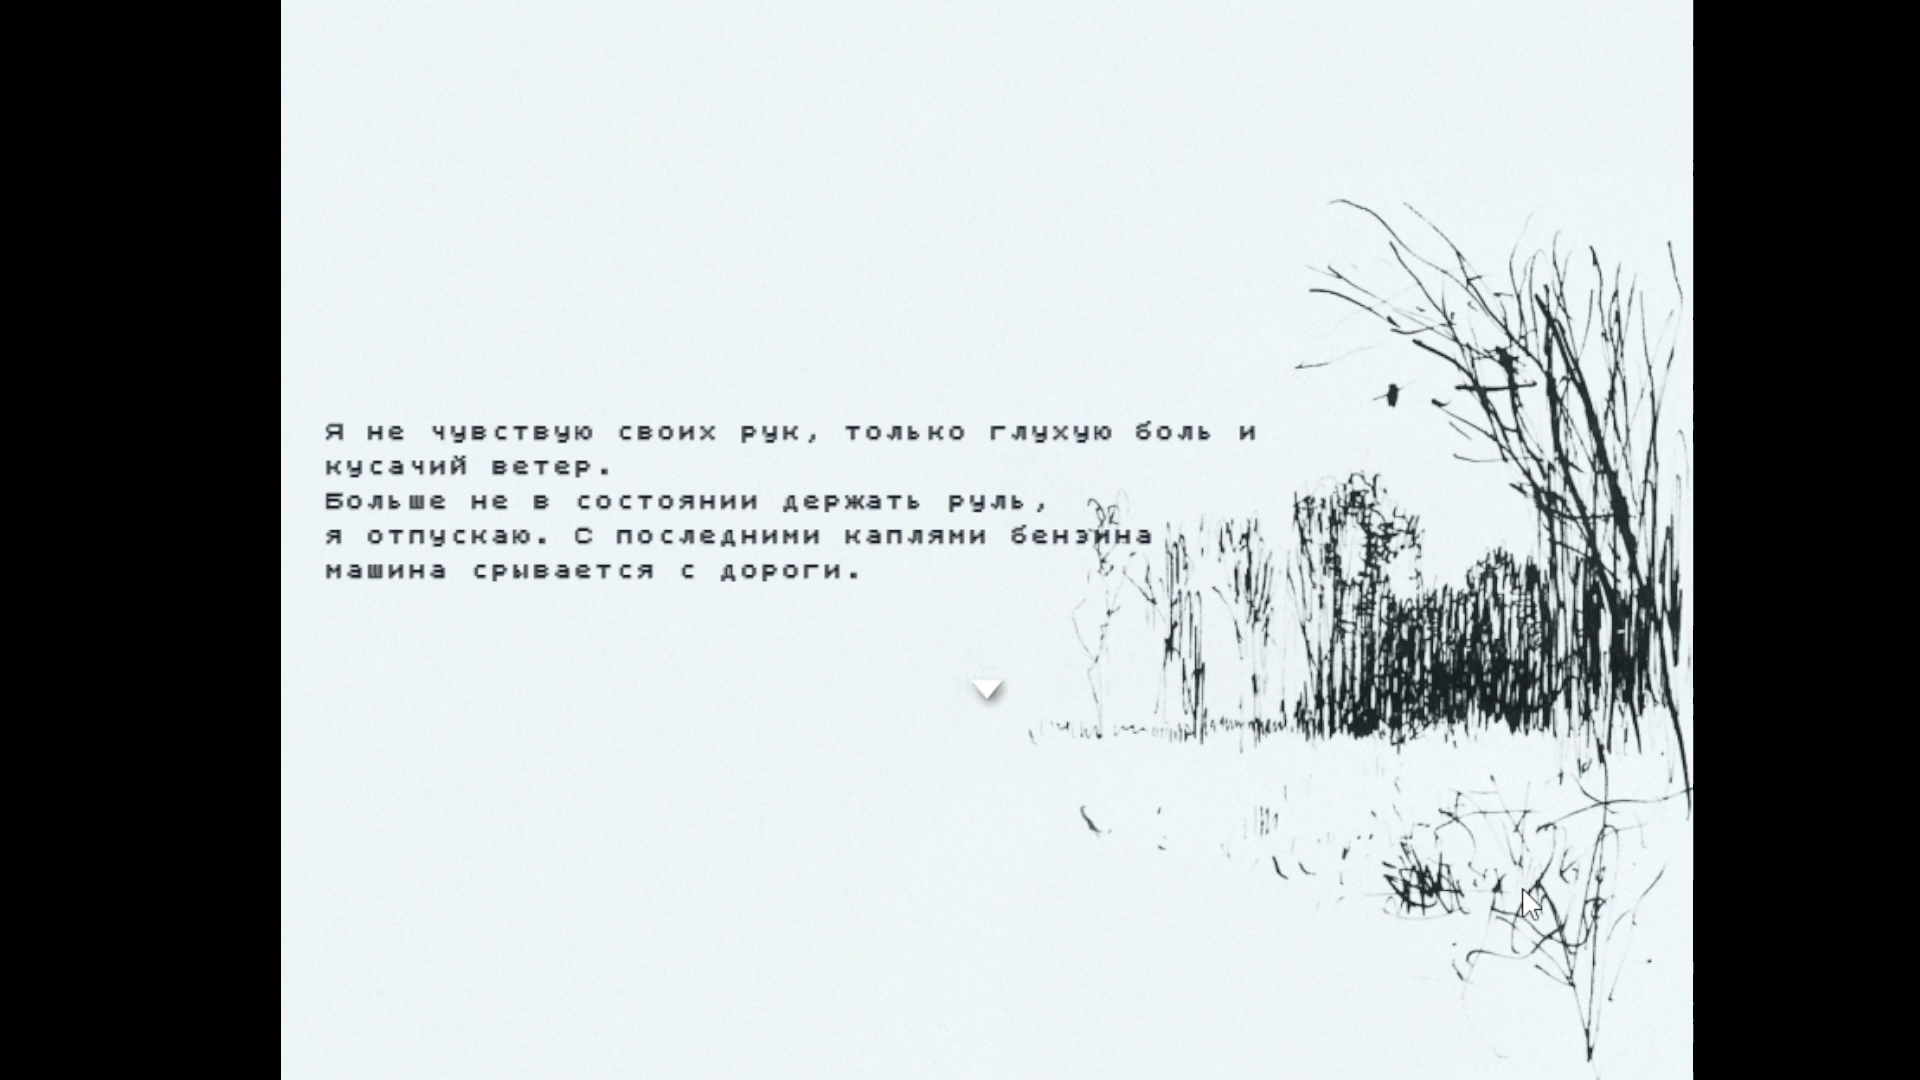 Я не чувствую своих рук, только глухую боль и
кусачий ветер.
Больше не в состоянии держать руль,
я отпускаю. С последними каплями бензина
машина срывается с дороги.